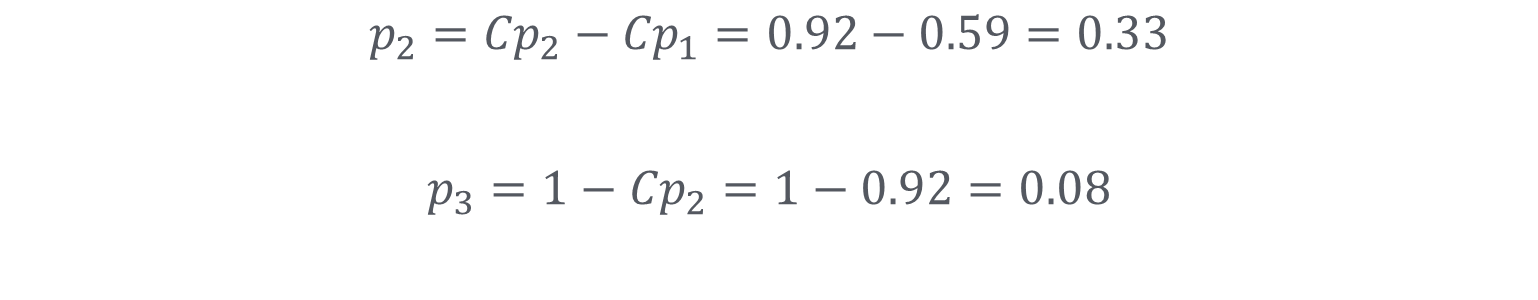 p₂ = Cp₂ − Cp₁ = 0.92 − 0.59 = 0.33
p₃ = 1 − Cp₂ = 1 − 0.92 = 0.08